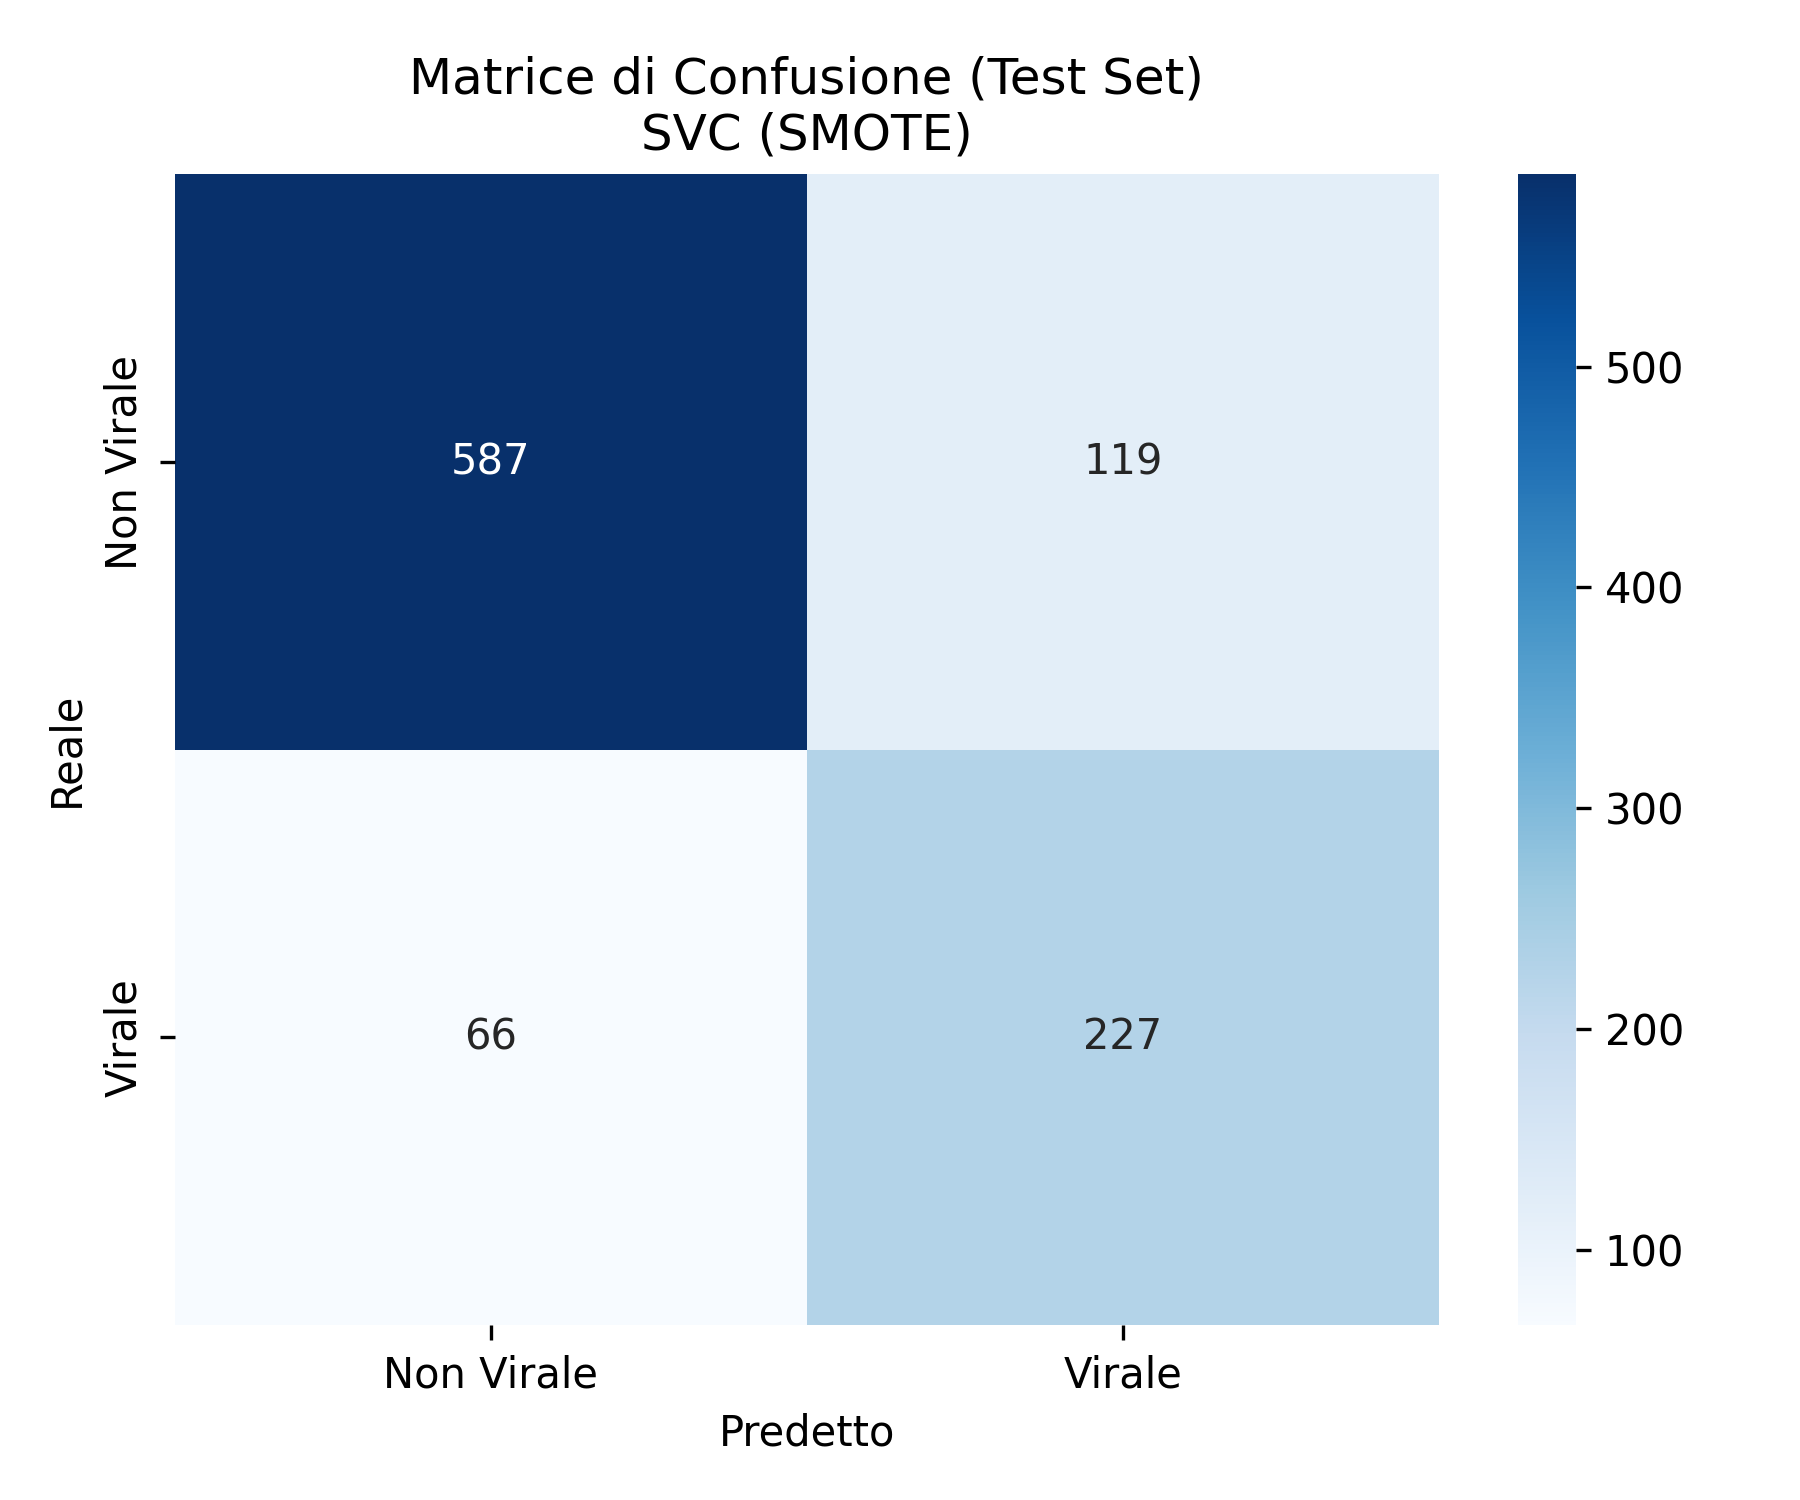 Matrice di Confusione (Test Set)
SVC (SMOTE)
Reale
Non Virale
587
119
Virale
66
227
Non Virale
Virale
Predetto
500
400
300
200
100